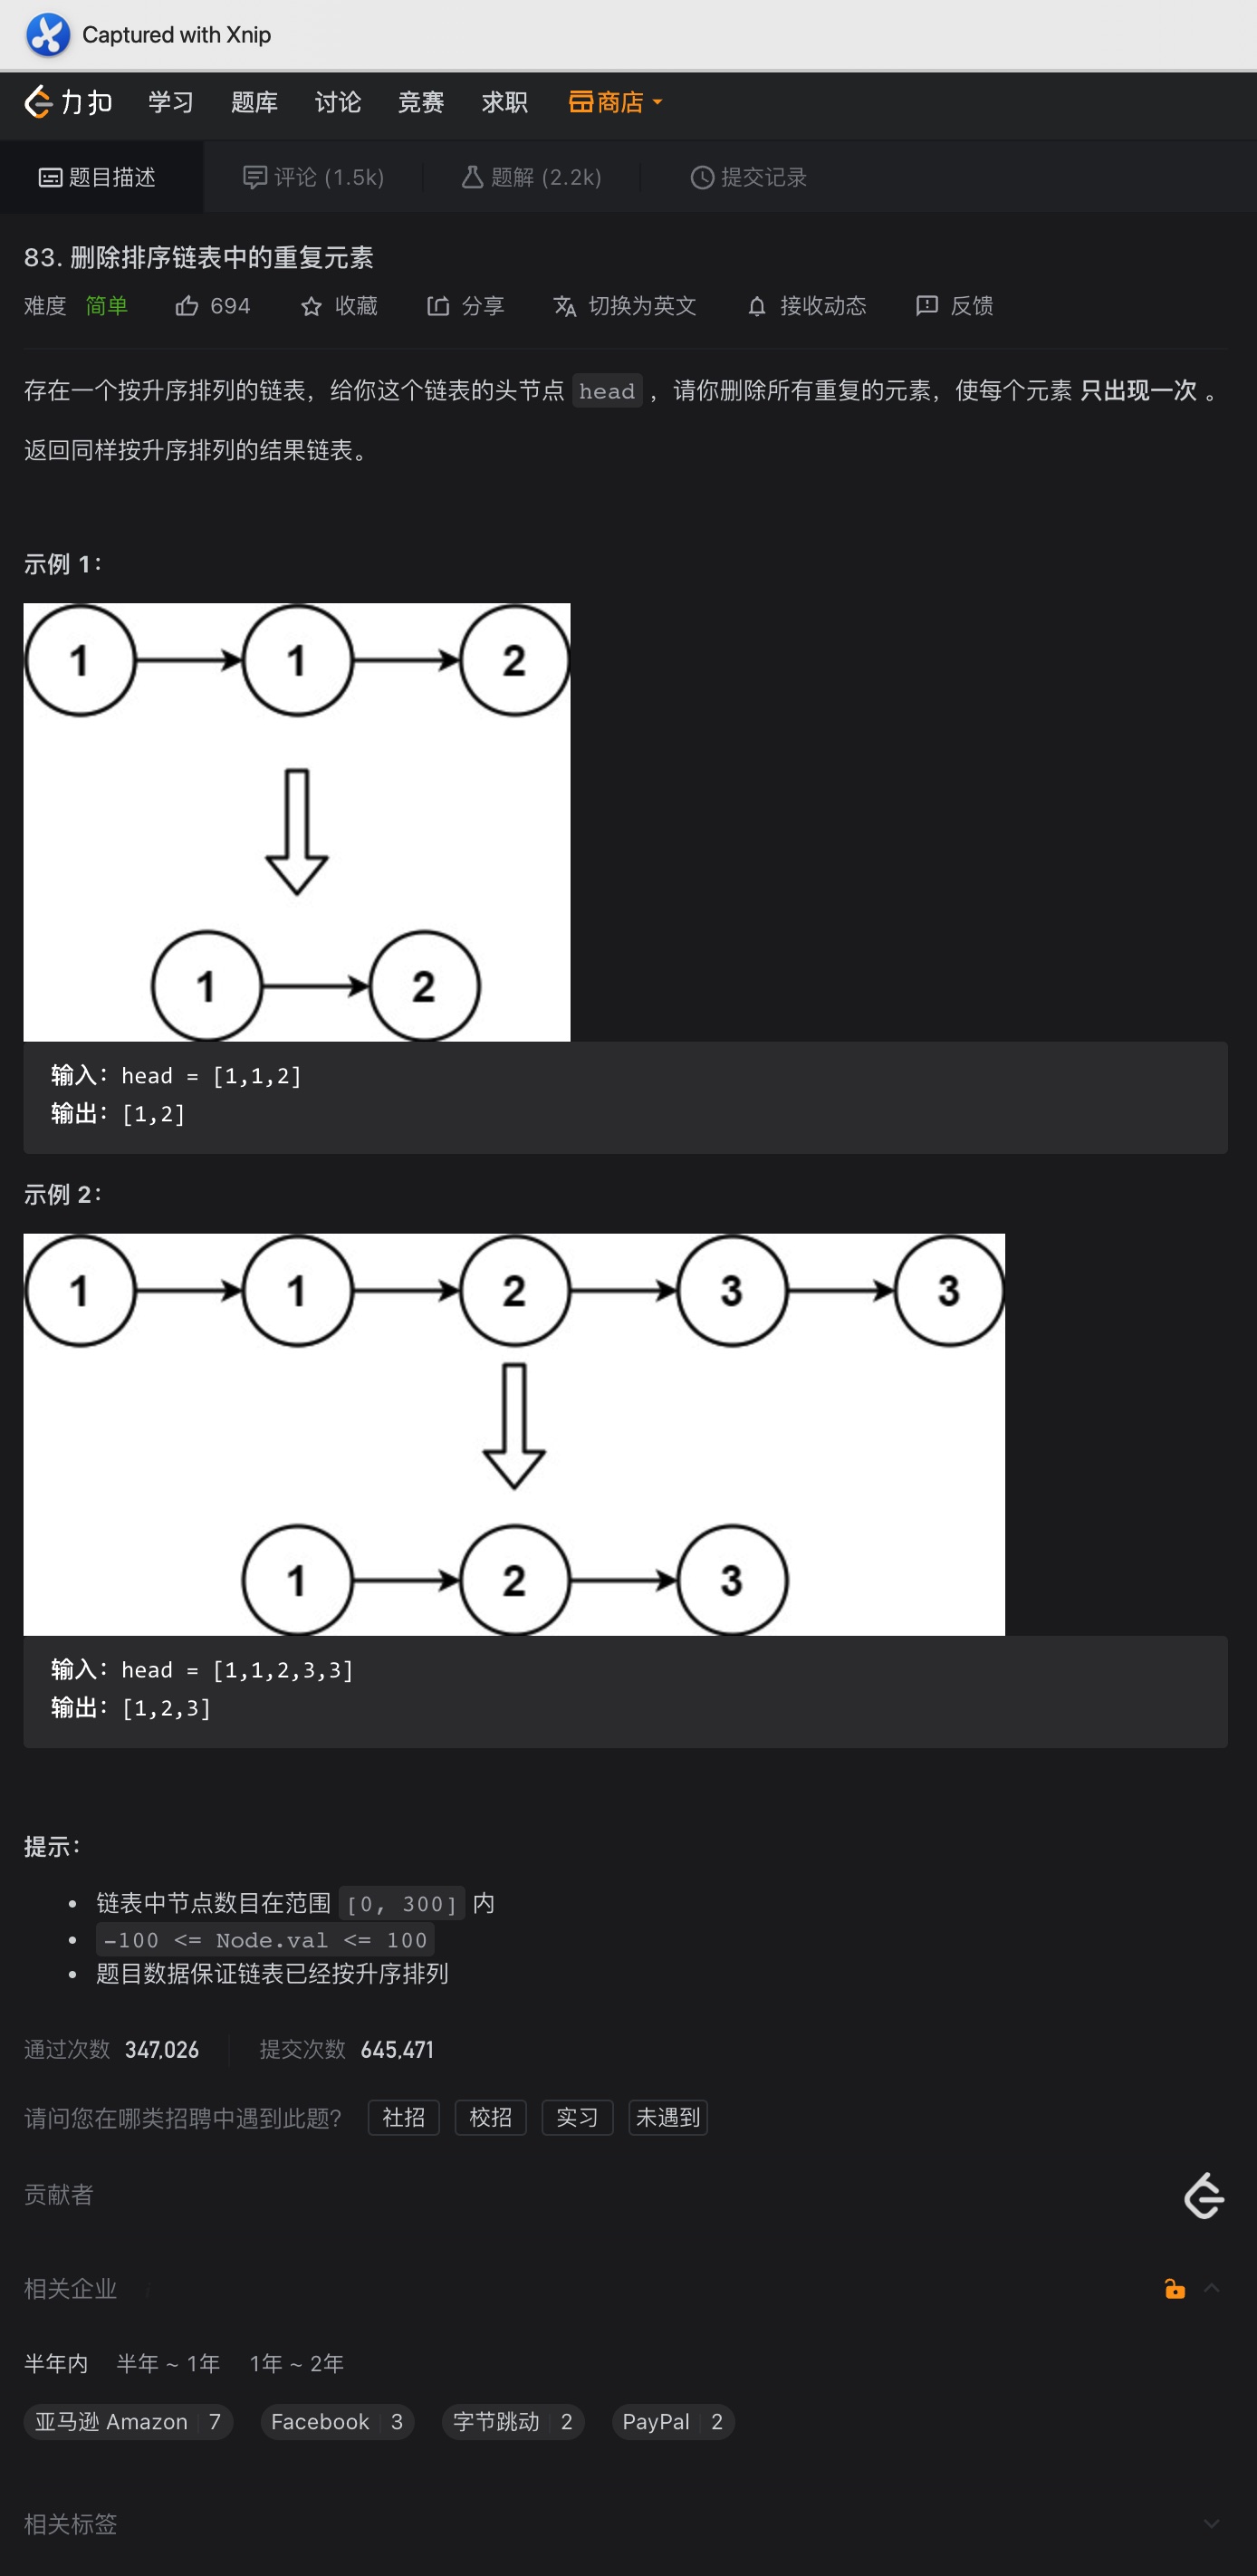 Captured with Xnip
力扣 学习 题库 讨论 竞赛 求职 商店
题目描述 评论 (1.5k) 题解 (2.2k) 提交记录
83. 删除排序链表中的重复元素
难度 简单 694 收藏 分享 切换为英文 接收动态 反馈
存在一个按升序排列的链表，给你这个链表的头节点 head ，请你删除所有重复的元素，使每个元素 只出现一次 。
返回同样按升序排列的结果链表。
示例 1：
1 1 2
1 2
输入：head = [1,1,2]
输出：[1,2]
示例 2：
1 1 2 3 3
1 2 3
输入：head = [1,1,2,3,3]
输出：[1,2,3]
提示：
链表中节点数目在范围 [0, 300] 内
-100 <= Node.val <= 100
题目数据保证链表已经按升序排列
通过次数 347,026 提交次数 645,471
请问您在哪类招聘中遇到此题? 社招 校招 实习 未遇到
贡献者
相关企业 i
半年内 半年 ~ 1年 1年 ~ 2年
亚马逊 Amazon 7 Facebook 3 字节跳动 2 PayPal 2
相关标签